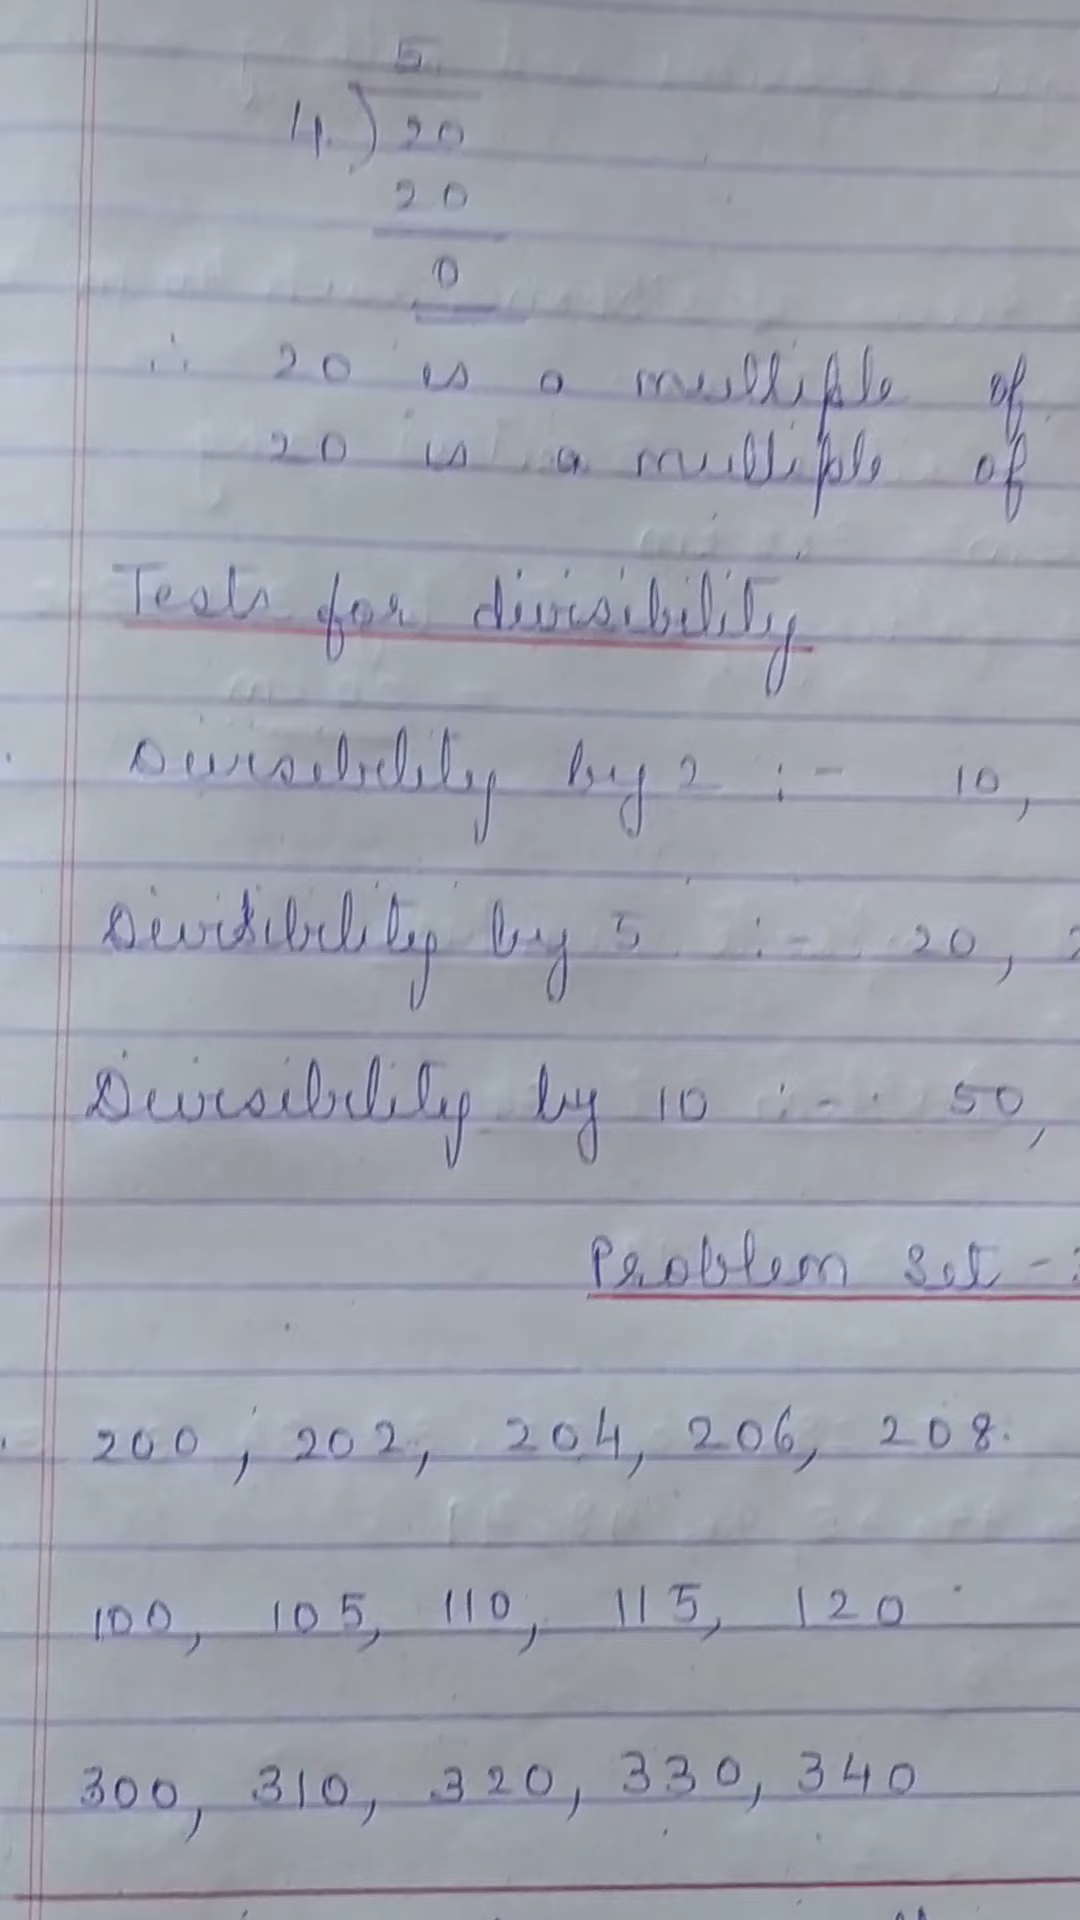 5
4) 20
20
0
∴ 20 is a multiple of
20 is a multiple of
Tests for divisibility
Divisibility by 2 :- 10,
Divisibility by 5 :- 20,
Divisibility by 10 :- 50,
Problem Set -
200, 202, 204, 206, 208.
100, 105, 110, 115, 120
300, 310, 320, 330, 340